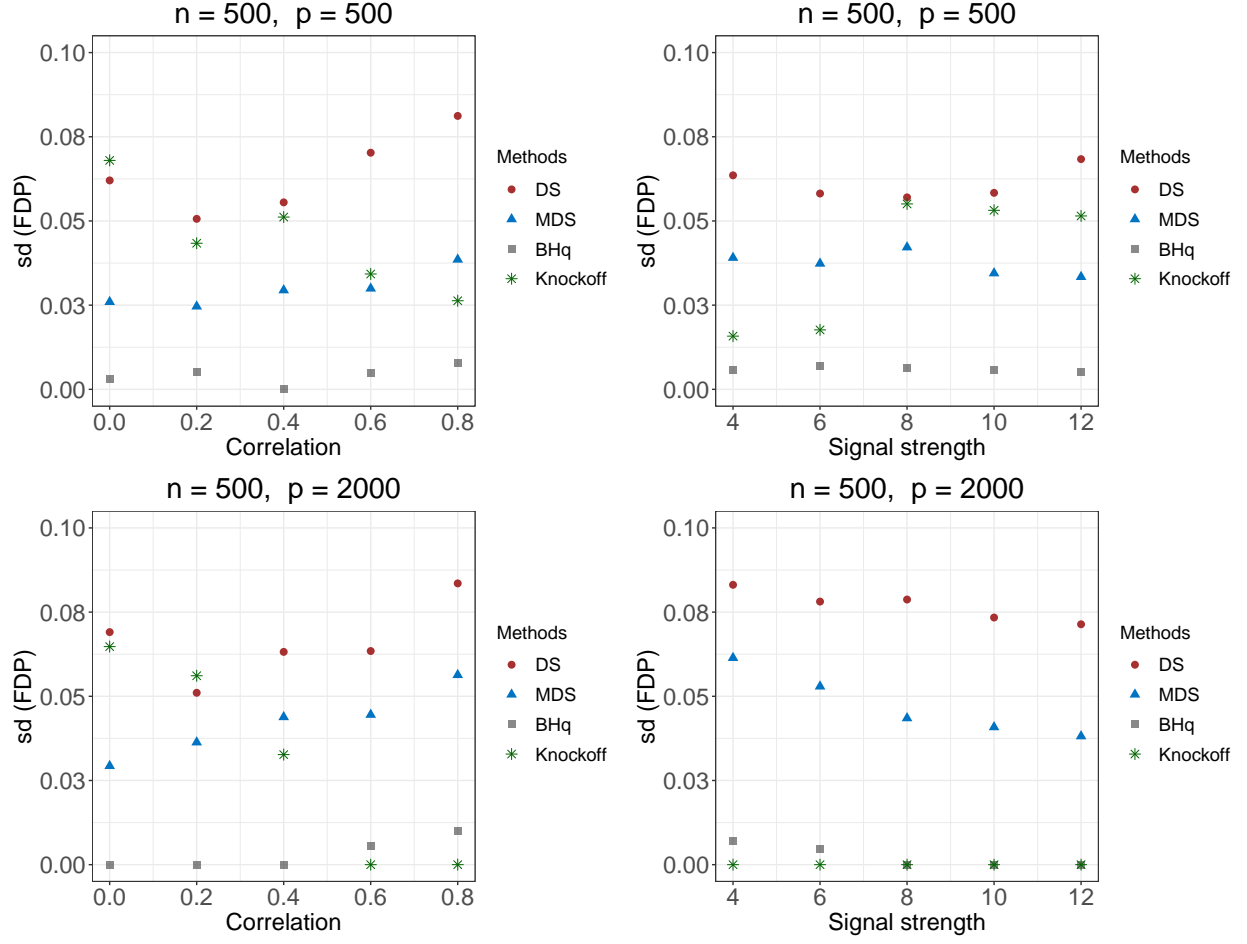 n = 500, p = 500
sd (FDP)
0.10
0.08
0.05
0.03
0.00
0.0 0.2 0.4 0.6 0.8
Correlation
Methods
DS
MDS
BHq
Knockoff
n = 500, p = 500
sd (FDP)
0.10
0.08
0.05
0.03
0.00
4 6 8 10 12
Signal strength
Methods
DS
MDS
BHq
Knockoff
n = 500, p = 2000
sd (FDP)
0.10
0.08
0.05
0.03
0.00
0.0 0.2 0.4 0.6 0.8
Correlation
Methods
DS
MDS
BHq
Knockoff
n = 500, p = 2000
sd (FDP)
0.10
0.08
0.05
0.03
0.00
4 6 8 10 12
Signal strength
Methods
DS
MDS
BHq
Knockoff